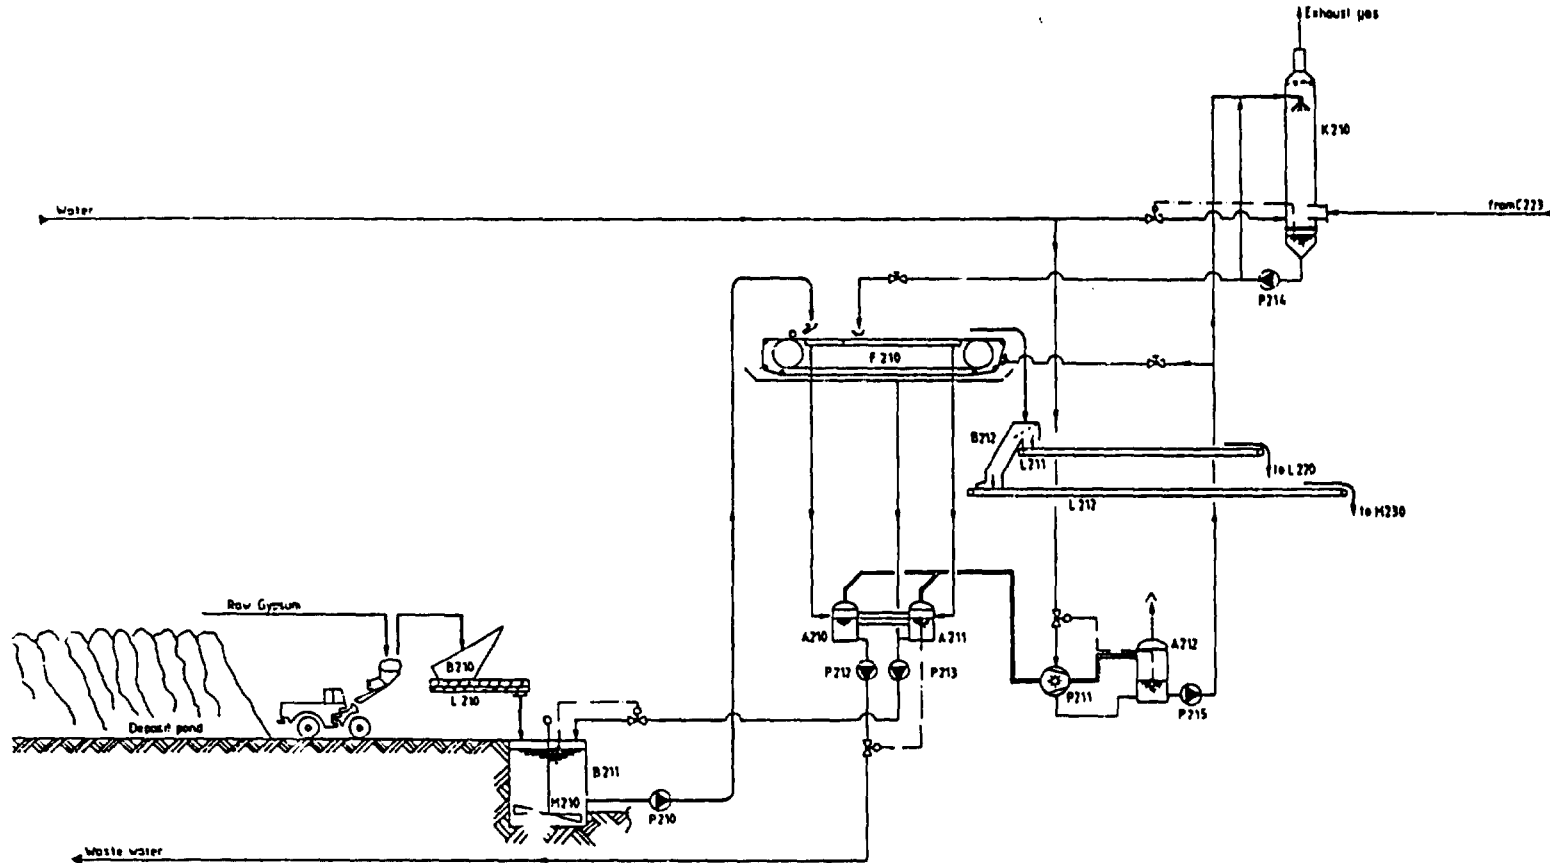 Exhaust gas
K210
Water
from C223
P214
F210
B212
L211
to L220
L212
to M230
Raw Gypsum
A210
A211
A212
B210
P212
P213
P211
L210
P215
Deposit pond
B211
M210
P210
Waste water